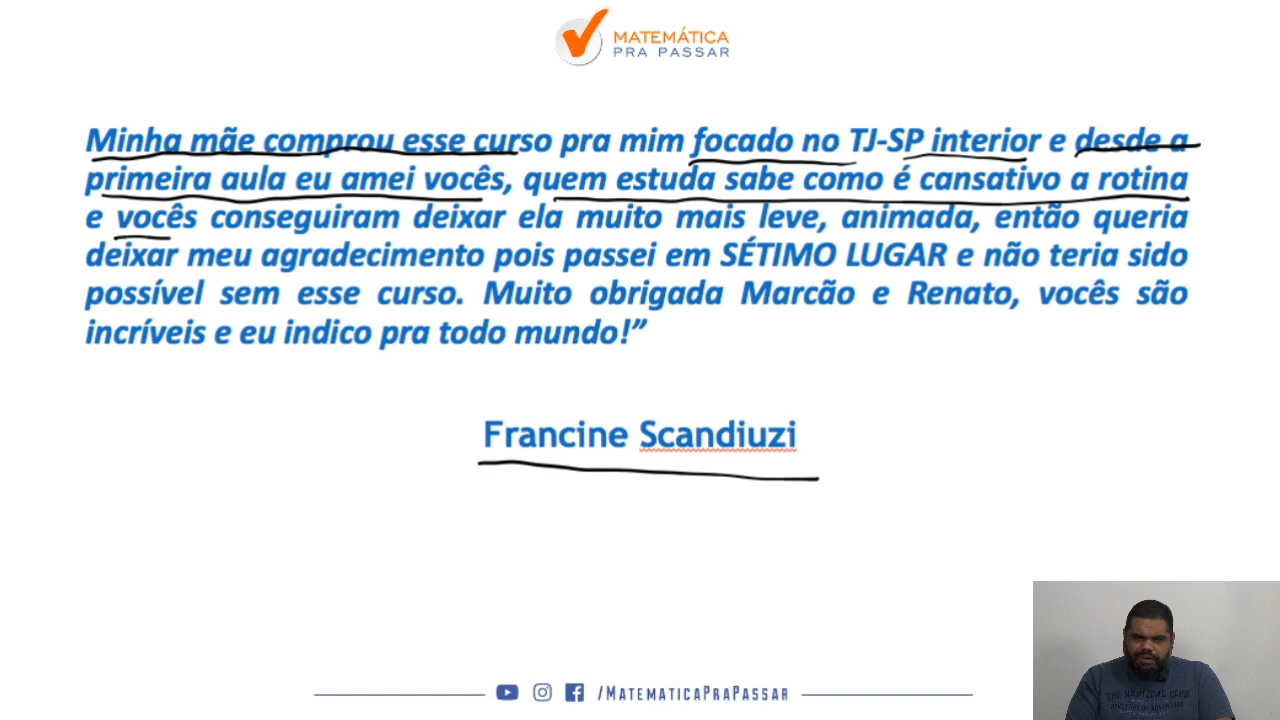 MATEMÁTICA
PRA PASSAR
Minha mãe comprou esse curso pra mim focado no TJ-SP interior e desde a
primeira aula eu amei vocês, quem estuda sabe como é cansativo a rotina
e vocês conseguiram deixar ela muito mais leve, animada, então queria
deixar meu agradecimento pois passei em SÉTIMO LUGAR e não teria sido
possível sem esse curso. Muito obrigada Marcão e Renato, vocês são
incríveis e eu indico pra todo mundo!”
Francine Scandiuzi
/MATEMATICAPRAPASSAR
THE NAUTICAL CLUB